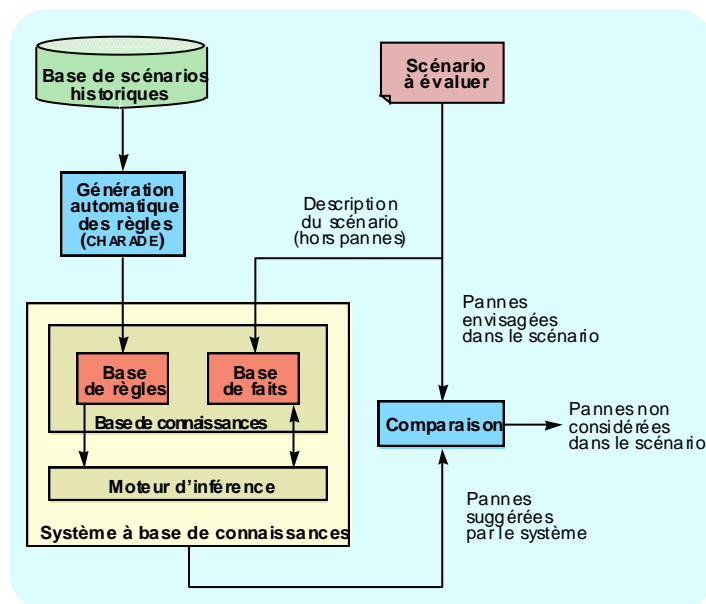 Base de scénarios
historiques
Scénario
à évaluer
Génération
automatique
des règles
(CHARADE)
Description
du scénario
(hors pannes)
Pannes
envisagées
dans le scénario
Base
de règles
Base
de faits
Base de connaissances
Comparaison
Pannes non
considérées
dans le scénario
Moteur d'inférence
Système à base de connaissances
Pannes
suggérées
par le système